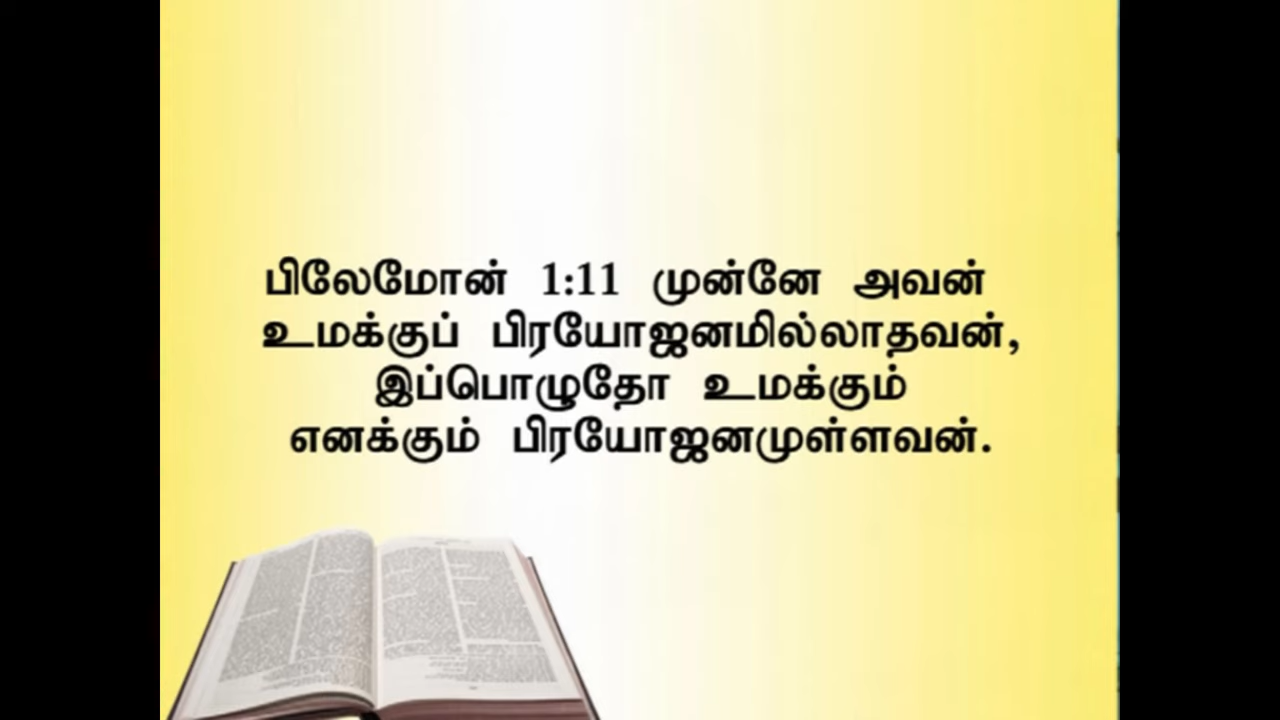 பிலேமோன் 1:11 முன்னே அவன்
உமக்குப் பிரயோஜனமில்லாதவன்,
இப்பொழுதோ உமக்கும்
எனக்கும் பிரயோஜனமுள்ளவன்.